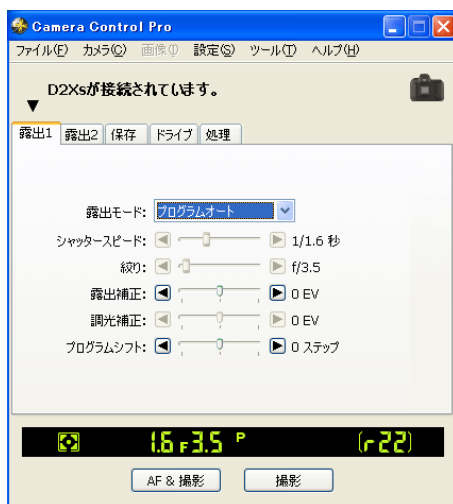 Camera Control Pro
ファイル(F) カメラ(C) 画像(I) 設定(S) ツール(T) ヘルプ(H)
D2Xsが接続されています。
露出1 露出2 保存 ドライブ 処理
露出モード: プログラムオート
シャッタースピード: 1/1.6 秒
絞り: f/3.5
露出補正: 0 EV
調光補正: 0 EV
プログラムシフト: 0 ステップ
1.6 F3.5 P (r22)
AF & 撮影 撮影